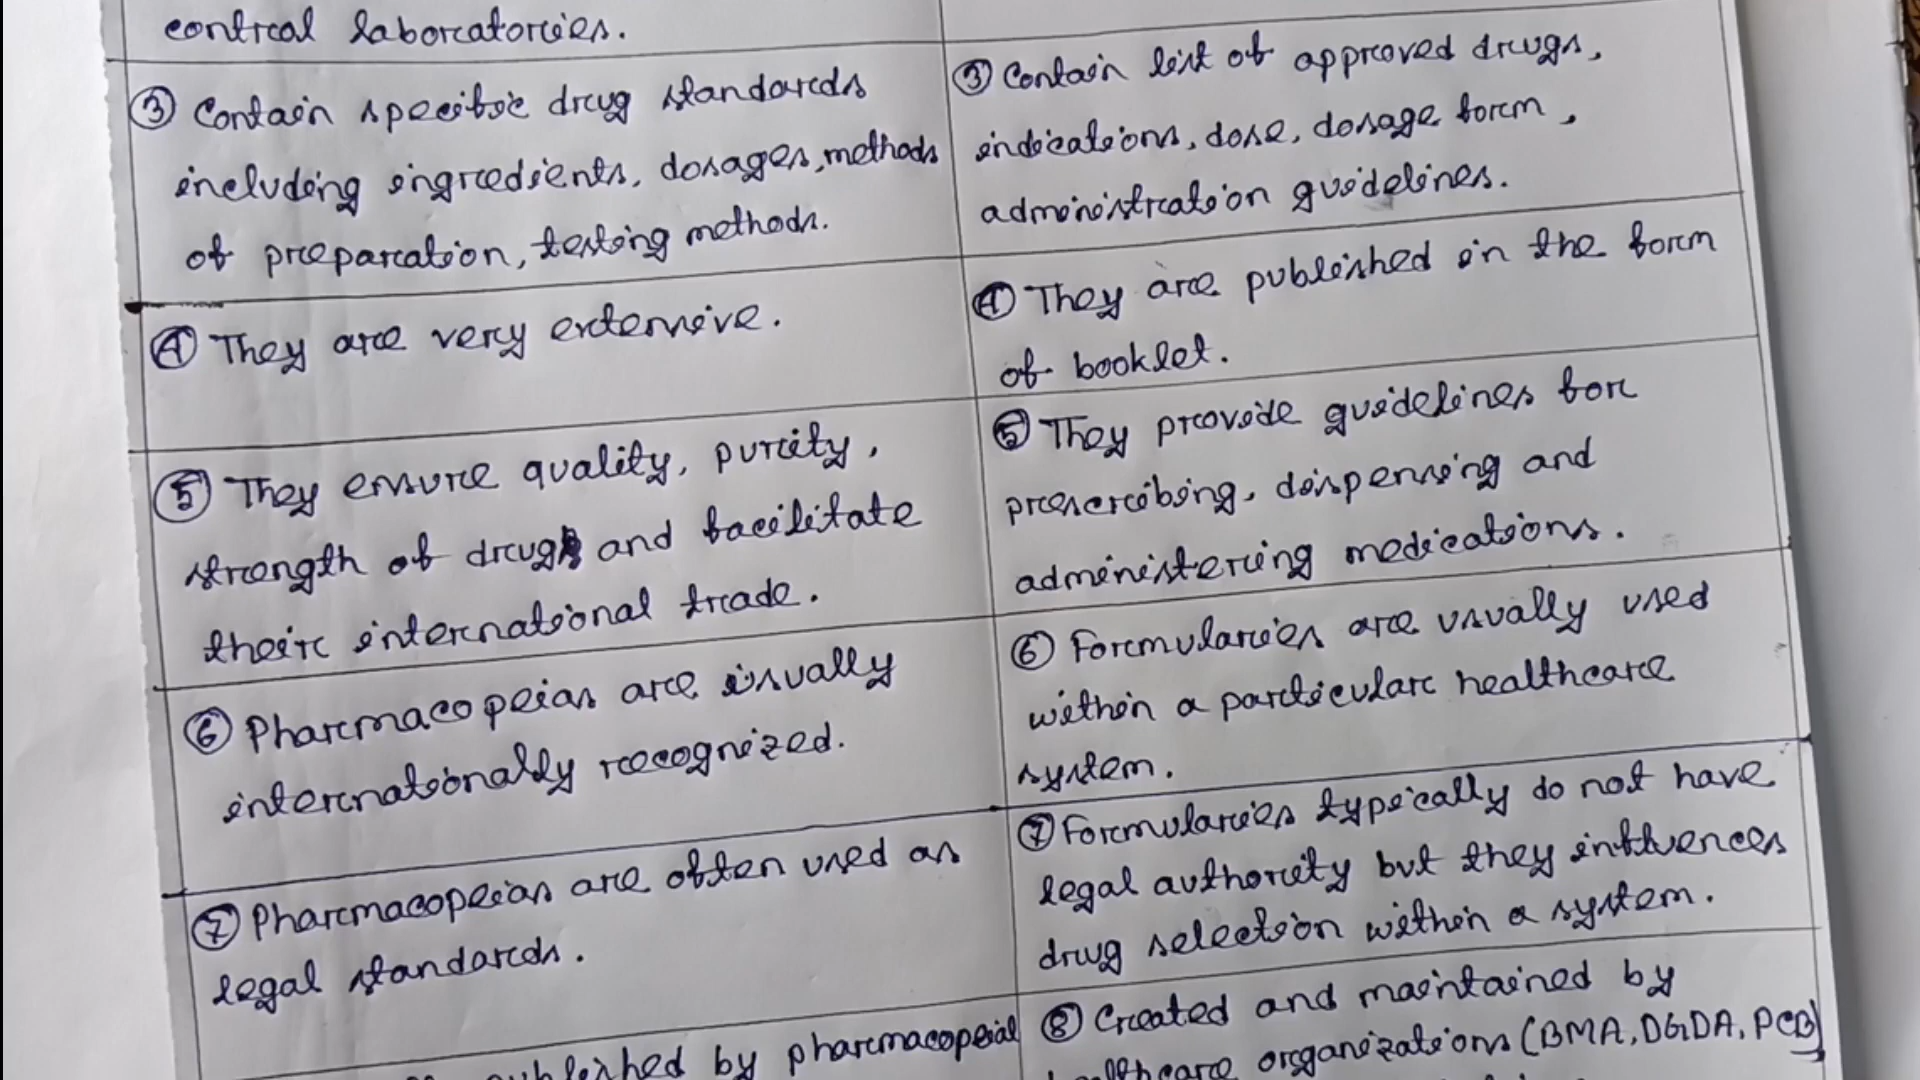 control laboratories.
③ Contain specific drug standards
including ingredients, dosages, methods
of preparation, testing methods.
④ They are very extensive.
⑤ They ensure quality, purity,
strength of drugs and facilitate
their international trade.
⑥ Pharmacopeias are usually
internationally recognized.
⑦ Pharmacopeias are often used as
legal standards.
published by pharmacopeial
③ Contain list of approved drugs,
indications, dose, dosage form,
administration guidelines.
④ They are published in the form
of booklet.
⑤ They provide guidelines for
prescribing, dispensing and
administering medications.
⑥ Formularies are usually used
within a particular healthcare
system.
⑦ Formularies typically do not have
legal authority but they influences
drug selection within a system.
⑧ Created and maintained by
healthcare organizations (BMA, DGDA, PCB)